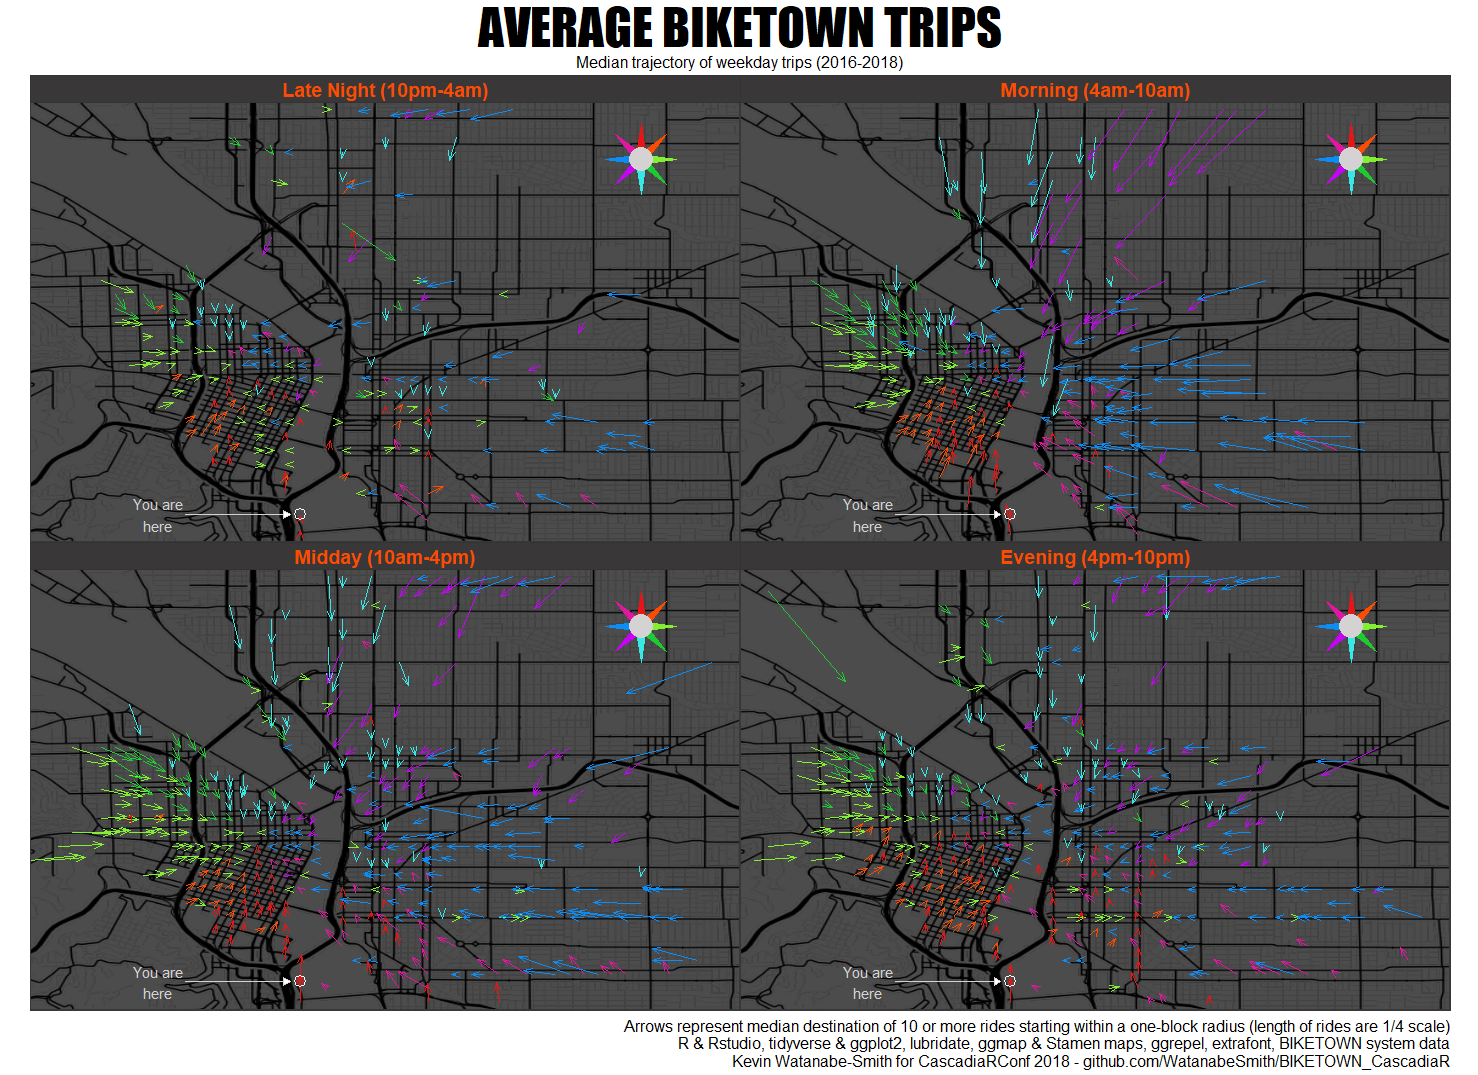 AVERAGE BIKETOWN TRIPS
Median trajectory of weekday trips (2016-2018)
Late Night (10pm-4am)
Morning (4am-10am)
You are
here
You are
here
Midday (10am-4pm)
Evening (4pm-10pm)
You are
here
You are
here
Arrows represent median destination of 10 or more rides starting within a one-block radius (length of rides are 1/4 scale)
R & Rstudio, tidyverse & ggplot2, lubridate, ggmap & Stamen maps, ggrepel, extrafont, BIKETOWN system data
Kevin Watanabe-Smith for CascadiaRConf 2018 - github.com/WatanabeSmith/BIKETOWN_CascadiaR